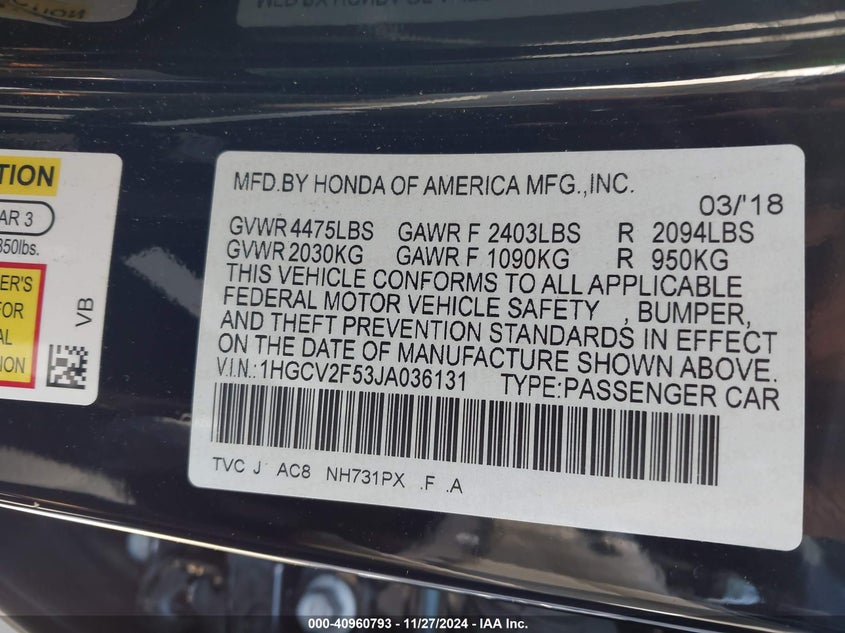 TION
AR 3
850lbs.
ER'S
FOR
AL
ION
VB
MFD.BY HONDA OF AMERICA MFG.,INC.
03/'18
GVWR 4475LBS GAWR F 2403LBS R 2094LBS
GVWR 2030KG GAWR F 1090KG R 950KG
THIS VEHICLE CONFORMS TO ALL APPLICABLE
FEDERAL MOTOR VEHICLE SAFETY , BUMPER,
AND THEFT PREVENTION STANDARDS IN EFFECT
ON THE DATE OF MANUFACTURE SHOWN ABOVE.
V.I.N.:1HGCV2F53JA036131 TYPE:PASSENGER CAR
TVC J AC8 NH731PX .F .A
000-40960793 - 11/27/2024 - IAA Inc.